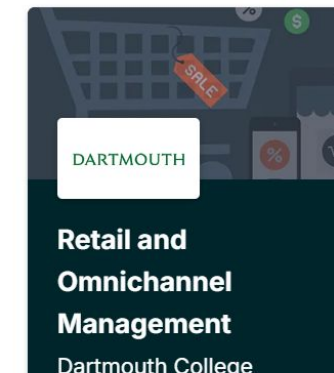 %
$
SALE
%
DARTMOUTH
Retail and
Omnichannel
Management
Dartmouth College